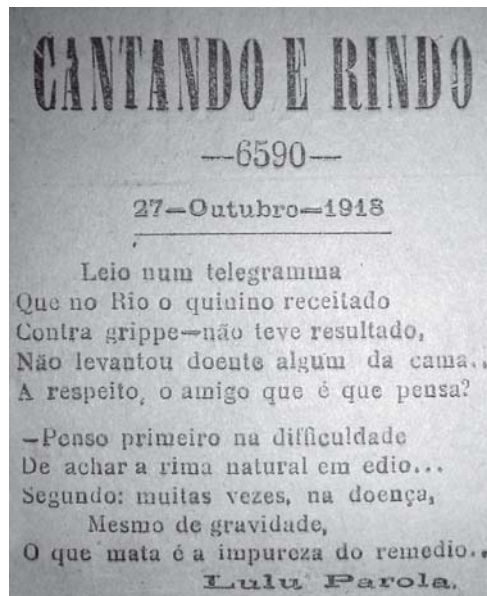 CANTANDO E RINDO
—6590—
27—Outubro—1918
Leio num telegramma
Que no Rio o quinino receitado
Contra grippe—não teve resultado,
Não levantou doente algum da cama..
A respeito, o amigo que é que pensa?
—Penso primeiro na difficuldade
De achar a rima natural em edio...
Segundo: muitas vezes, na doença,
Mesmo de gravidade,
O que mata é a impureza do remedio..
Lulu Parola.